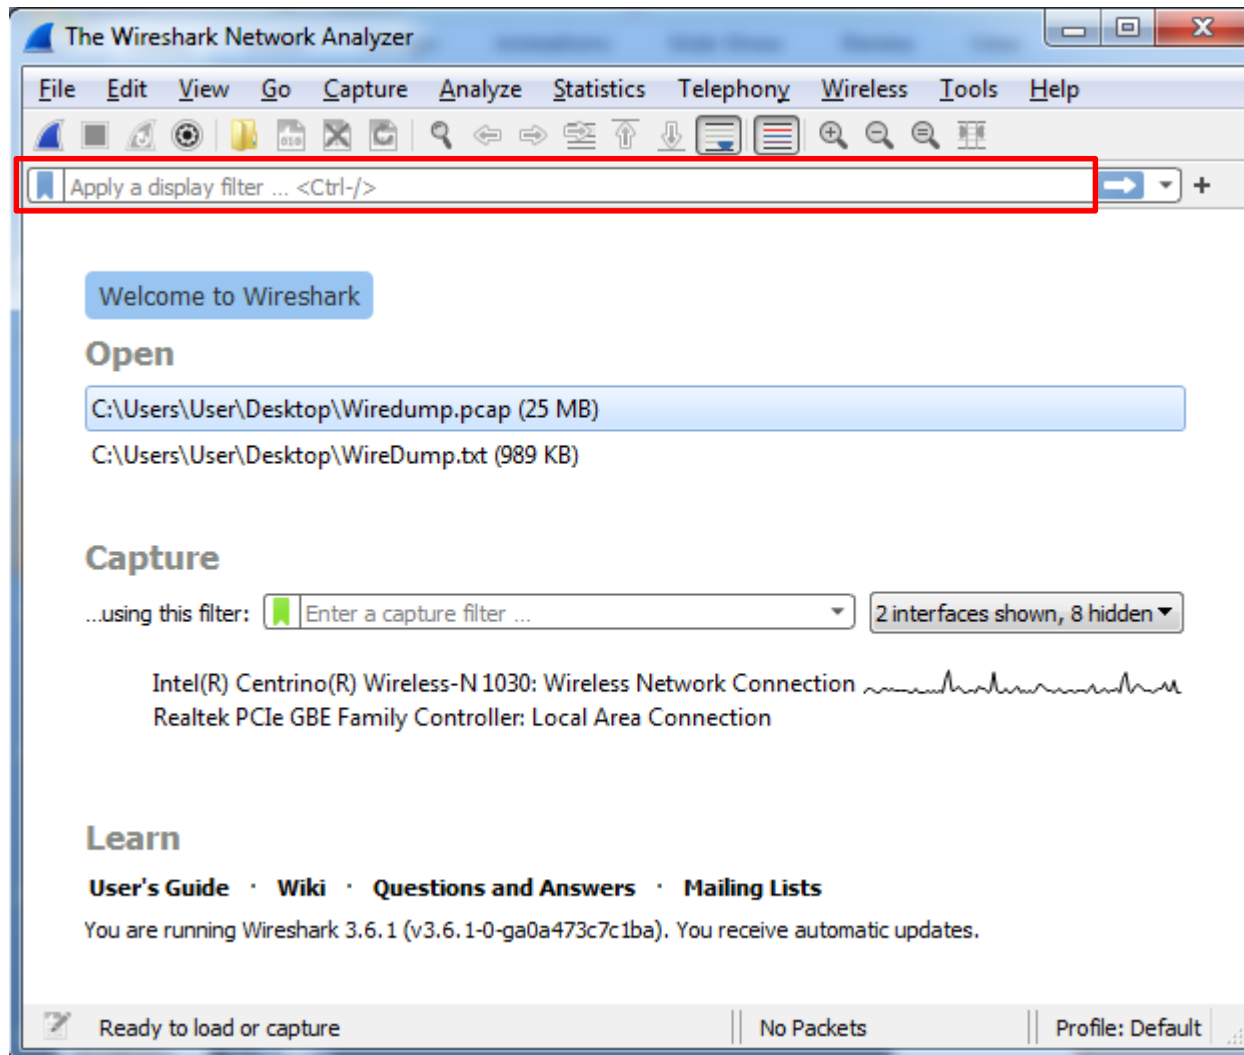 The Wireshark Network Analyzer
File Edit View Go Capture Analyze Statistics Telephony Wireless Tools Help
Apply a display filter ... <Ctrl-/>
Welcome to Wireshark
Open
C:\Users\User\Desktop\Wiredump.pcap (25 MB)
C:\Users\User\Desktop\WireDump.txt (989 KB)
Capture
...using this filter: Enter a capture filter ... 2 interfaces shown, 8 hidden
Intel(R) Centrino(R) Wireless-N 1030: Wireless Network Connection
Realtek PCIe GBE Family Controller: Local Area Connection
Learn
User's Guide · Wiki · Questions and Answers · Mailing Lists
You are running Wireshark 3.6.1 (v3.6.1-0-ga0a473c7c1ba). You receive automatic updates.
Ready to load or capture No Packets Profile: Default